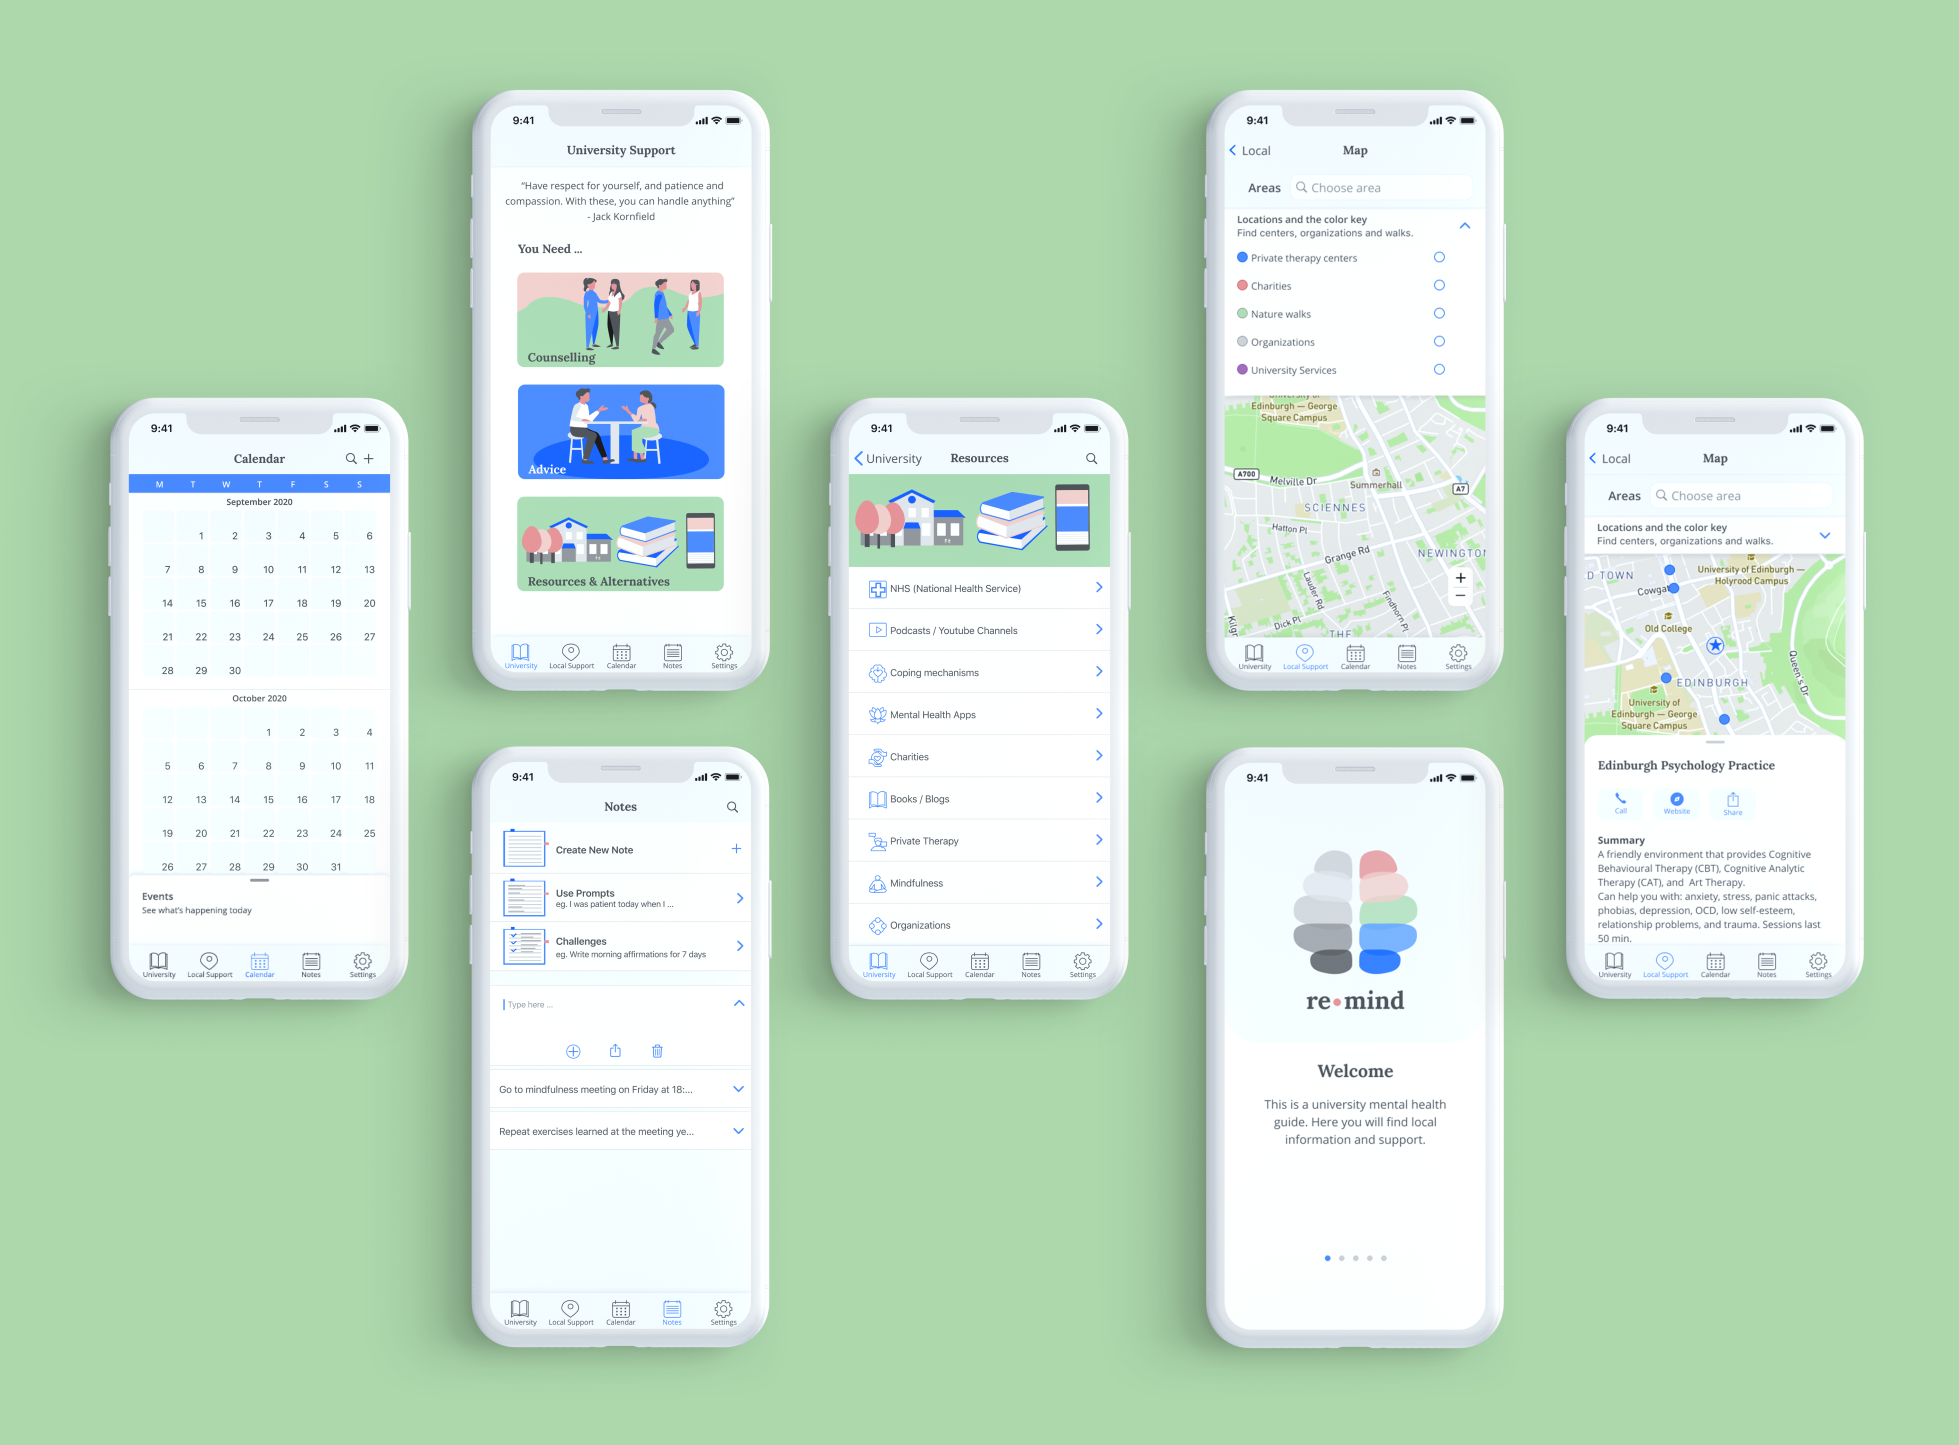 9:41
Calendar
M T W T F S S
September 2020
1 2 3 4 5 6
7 8 9 10 11 12 13
14 15 16 17 18 19 20
21 22 23 24 25 26 27
28 29 30
October 2020
1 2 3 4
5 6 7 8 9 10 11
12 13 14 15 16 17 18
19 20 21 22 23 24 25
26 27 28 29 30 31
Events
See what's happening today
University Local Support Calendar Notes Settings
9:41
University Support
“Have respect for yourself, and patience and
compassion. With these, you can handle anything”
- Jack Kornfield
You Need ...
Counselling
Advice
Resources & Alternatives
University Local Support Calendar Notes Settings
9:41
Notes
Create New Note
Use Prompts
eg. I was patient today when I ...
Challenges
eg. Write morning affirmations for 7 days
Type here ...
Go to mindfulness meeting on Friday at 18:...
Repeat exercises learned at the meeting ye...
University Local Support Calendar Notes Settings
9:41
University Resources
NHS (National Health Service)
Podcasts / Youtube Channels
Coping mechanisms
Mental Health Apps
Charities
Books / Blogs
Private Therapy
Mindfulness
Organizations
University Local Support Calendar Notes Settings
9:41
Local Map
Areas Choose area
Locations and the color key
Find centers, organizations and walks.
Private therapy centers
Charities
Nature walks
Organizations
University Services
University of
Edinburgh — George
Square Campus
A700
Melville Dr
Summerhall
A7
SCIENNES
Hatton Pl
Grange Rd
NEWINGTO
Lauder Rd
Findhorn Pl
Dick Pl
Kilgr
THE
+
−
University Local Support Calendar Notes Settings
9:41
re•mind
Welcome
This is a university mental health
guide. Here you will find local
information and support.
9:41
Local Map
Areas Choose area
Locations and the color key
Find centers, organizations and walks.
D TOWN
University of Edinburgh —
Holyrood Campus
Cowgat
Old College
EDINBURGH
Queen's Dr
University of
Edinburgh — George
Square Campus
Edinburgh Psychology Practice
Call Website Share
Summary
A friendly environment that provides Cognitive
Behavioural Therapy (CBT), Cognitive Analytic
Therapy (CAT), and Art Therapy.
Can help you with: anxiety, stress, panic attacks,
phobias, depression, OCD, low self-esteem,
relationship problems, and trauma. Sessions last
50 min.
University Local Support Calendar Notes Settings